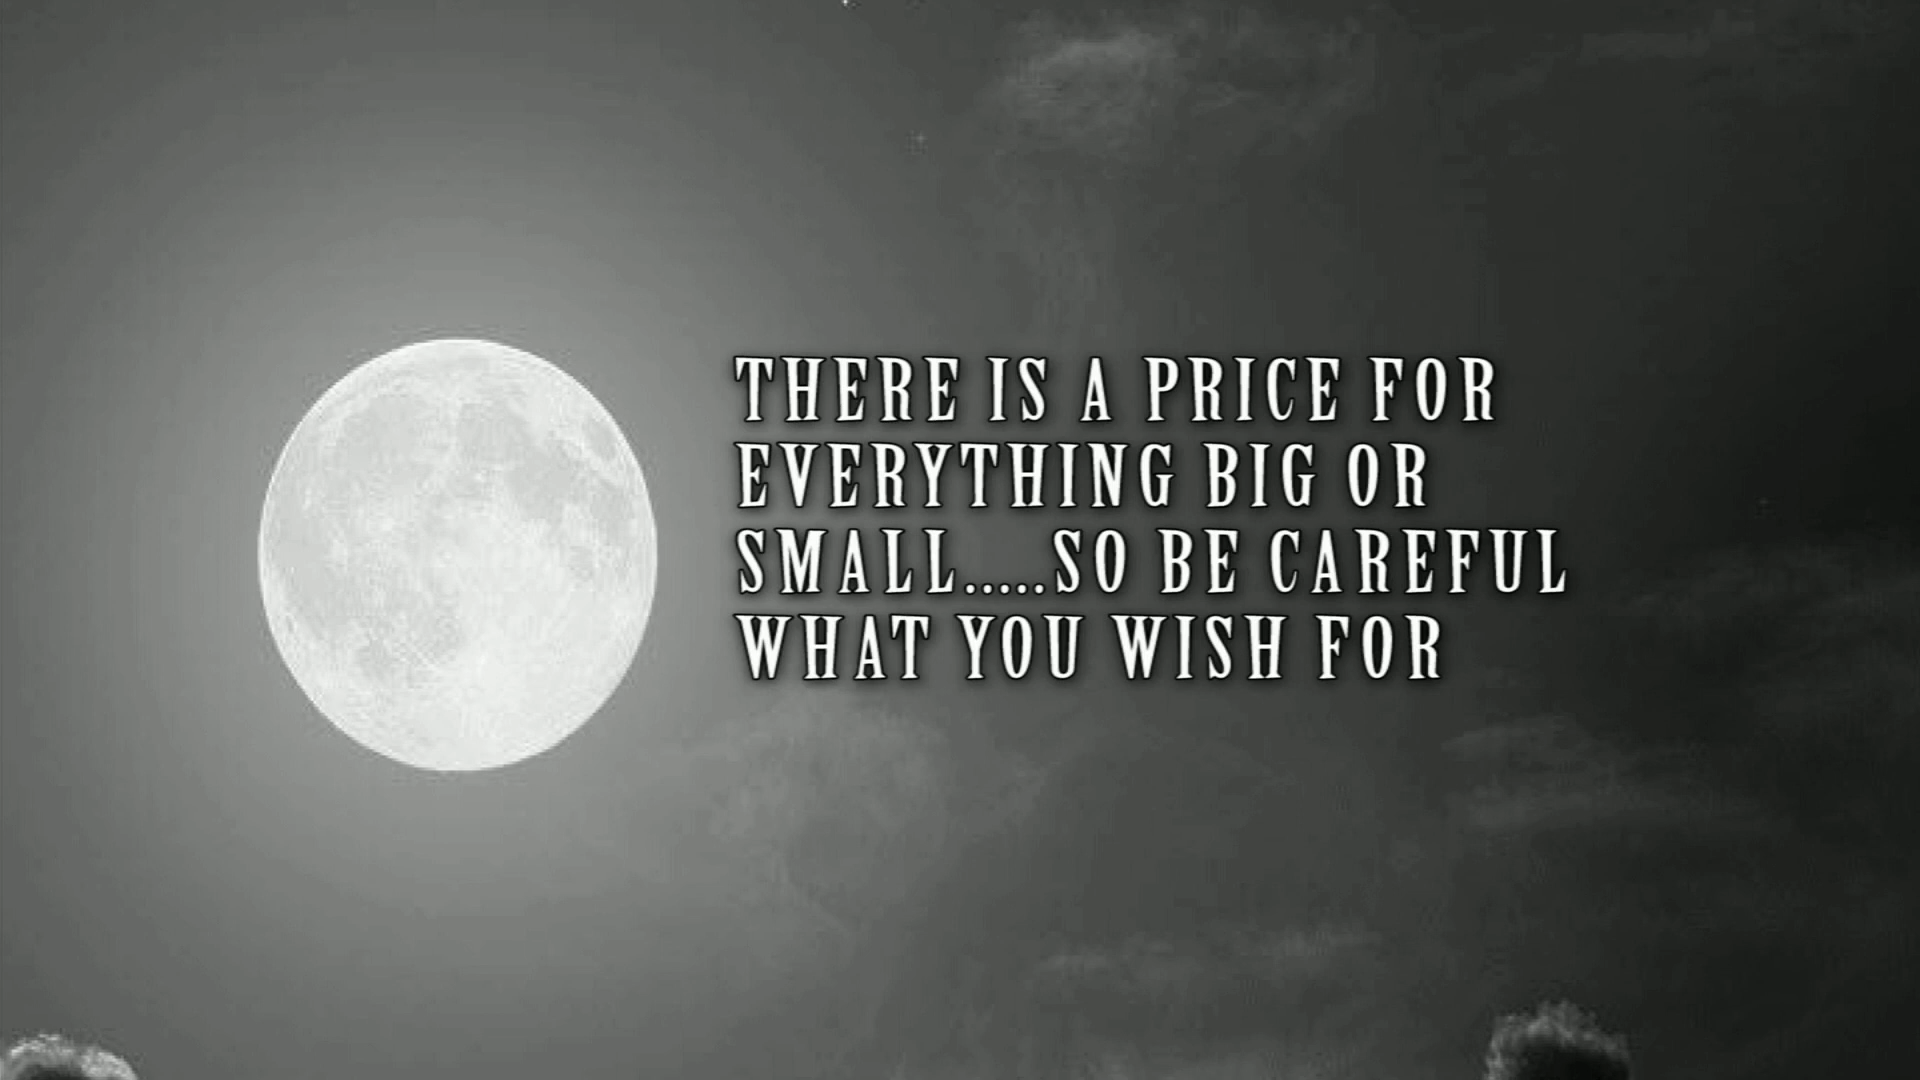 THERE IS A PRICE FOR
EVERYTHING BIG OR
SMALL.....SO BE CAREFUL
WHAT YOU WISH FOR